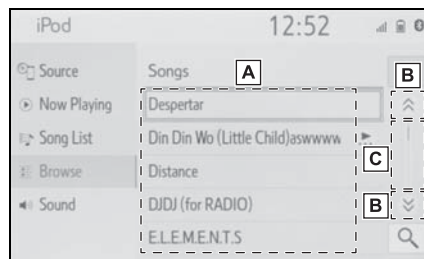 iPod 12:52
Source
Now Playing
Song List
Browse
Sound
Songs
Despertar
Din Din Wo (Little Child)aswwww
Distance
DJDJ (for RADIO)
E.L.E.M.E.N.T.S
A
B
C
B